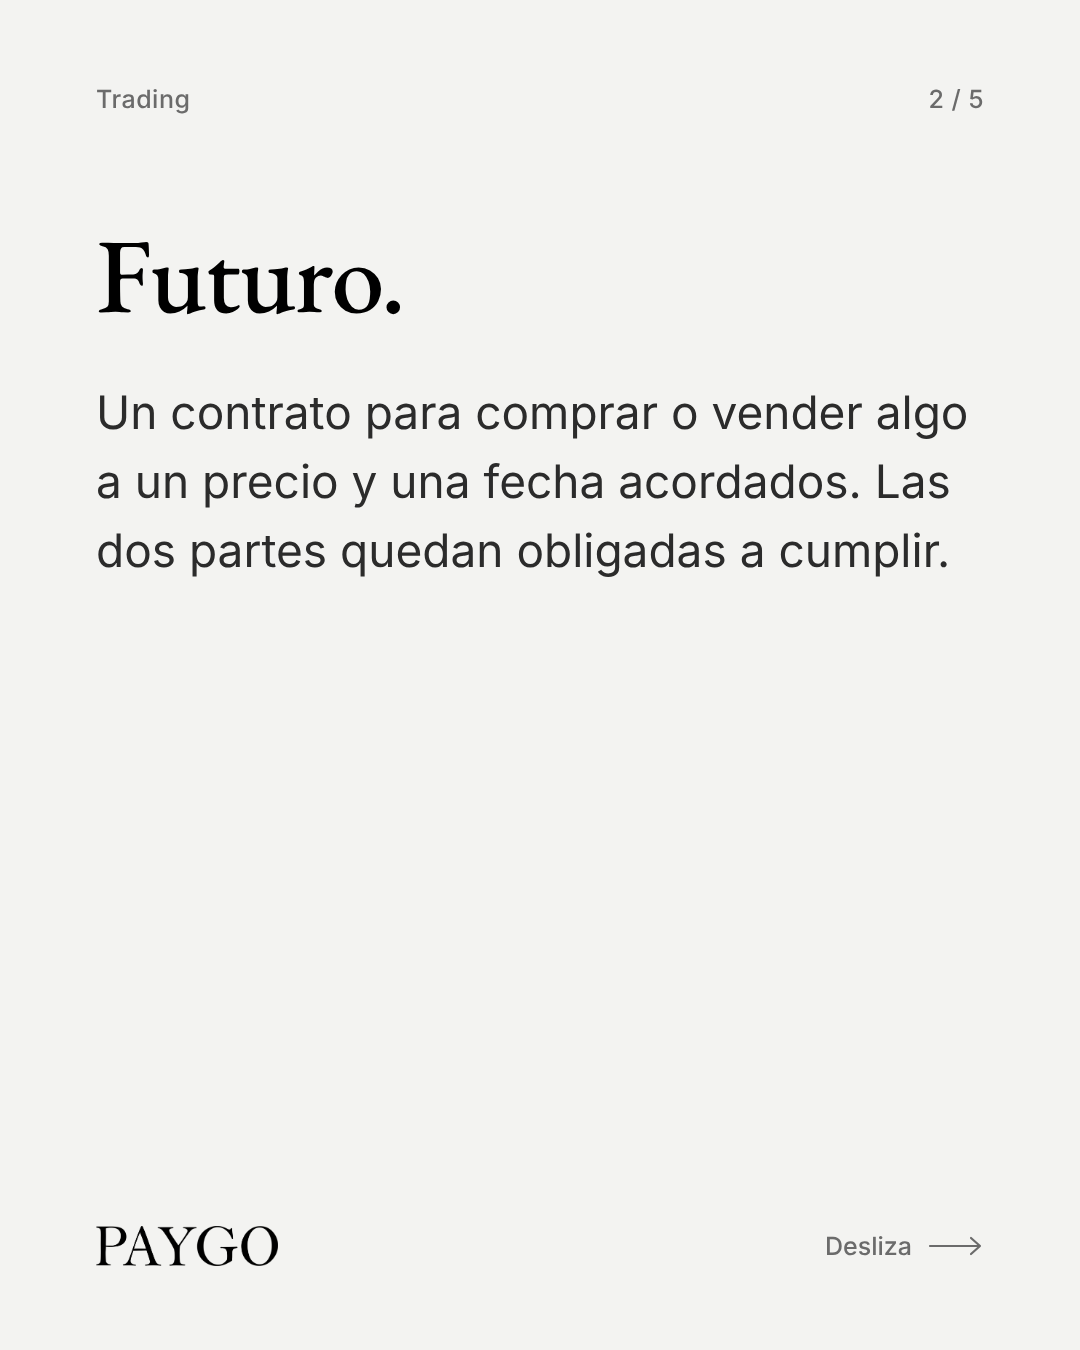 Trading
2 / 5
Futuro.
Un contrato para comprar o vender algo
a un precio y una fecha acordados. Las
dos partes quedan obligadas a cumplir.
PAYGO
Desliza